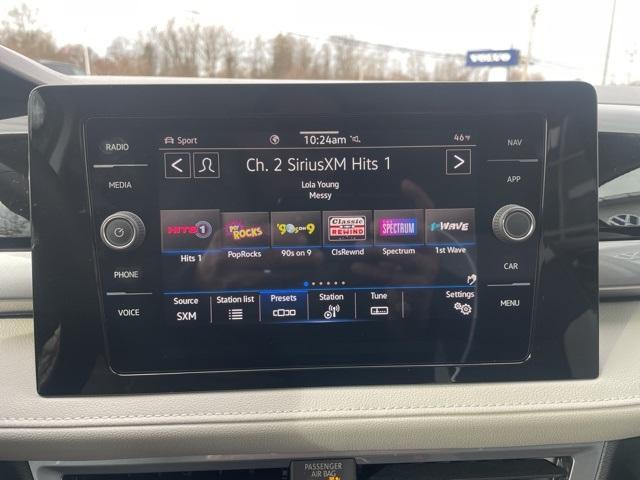 VOLVO
RADIO
Sport
10:24am
46°F
NAV
Ch. 2 SiriusXM Hits 1
MEDIA
Lola Young
APP
Messy
HITS 1
POP ROCKS
'90s on 9
Classic REWIND
SPECTRUM
1st WAVE
Hits 1
PopRocks
90s on 9
ClsRewnd
Spectrum
1st Wave
PHONE
CAR
Source
Station list
Presets
Station
Tune
Settings
SXM
VOICE
MENU
PASSENGER
AIR BAG